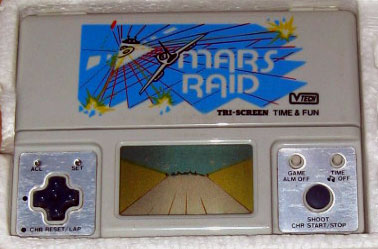 MARS
RAID
VTECH
TRI-SCREEN TIME & FUN
ACL SET
CHR RESET/LAP
GAME TIME
ALM OFF OFF
SHOOT
CHR START/STOP